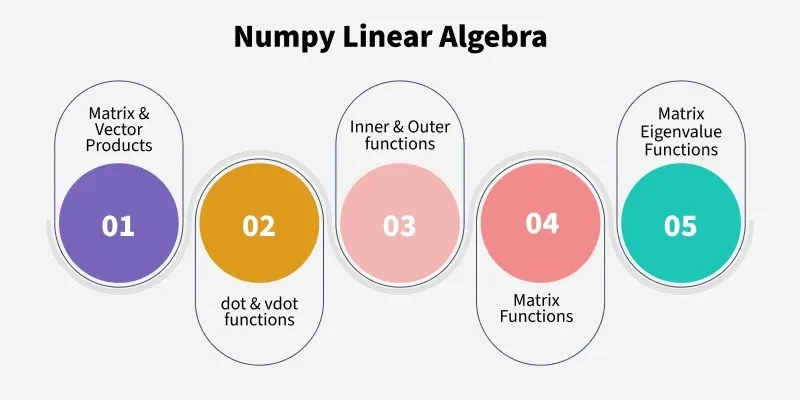 Numpy Linear Algebra
Matrix &
Vector
Products
01
02
dot & vdot
functions
Inner & Outer
functions
03
04
Matrix
Functions
Matrix
Eigenvalue
Functions
05